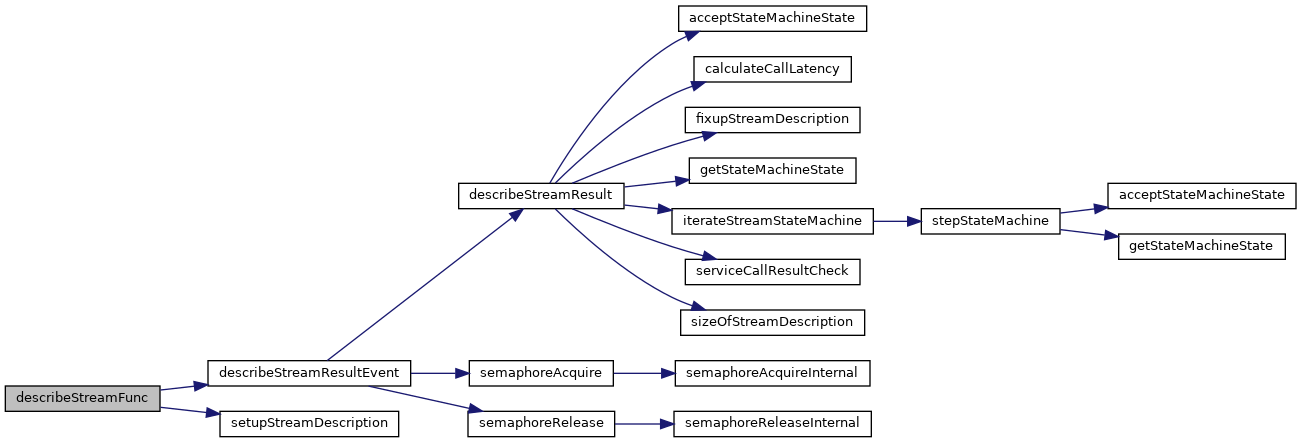 acceptStateMachineState
calculateCallLatency
fixupStreamDescription
getStateMachineState
describeStreamResult
acceptStateMachineState
iterateStreamStateMachine
stepStateMachine
getStateMachineState
serviceCallResultCheck
sizeOfStreamDescription
describeStreamResultEvent
semaphoreAcquire
semaphoreAcquireInternal
describeStreamFunc
setupStreamDescription
semaphoreRelease
semaphoreReleaseInternal